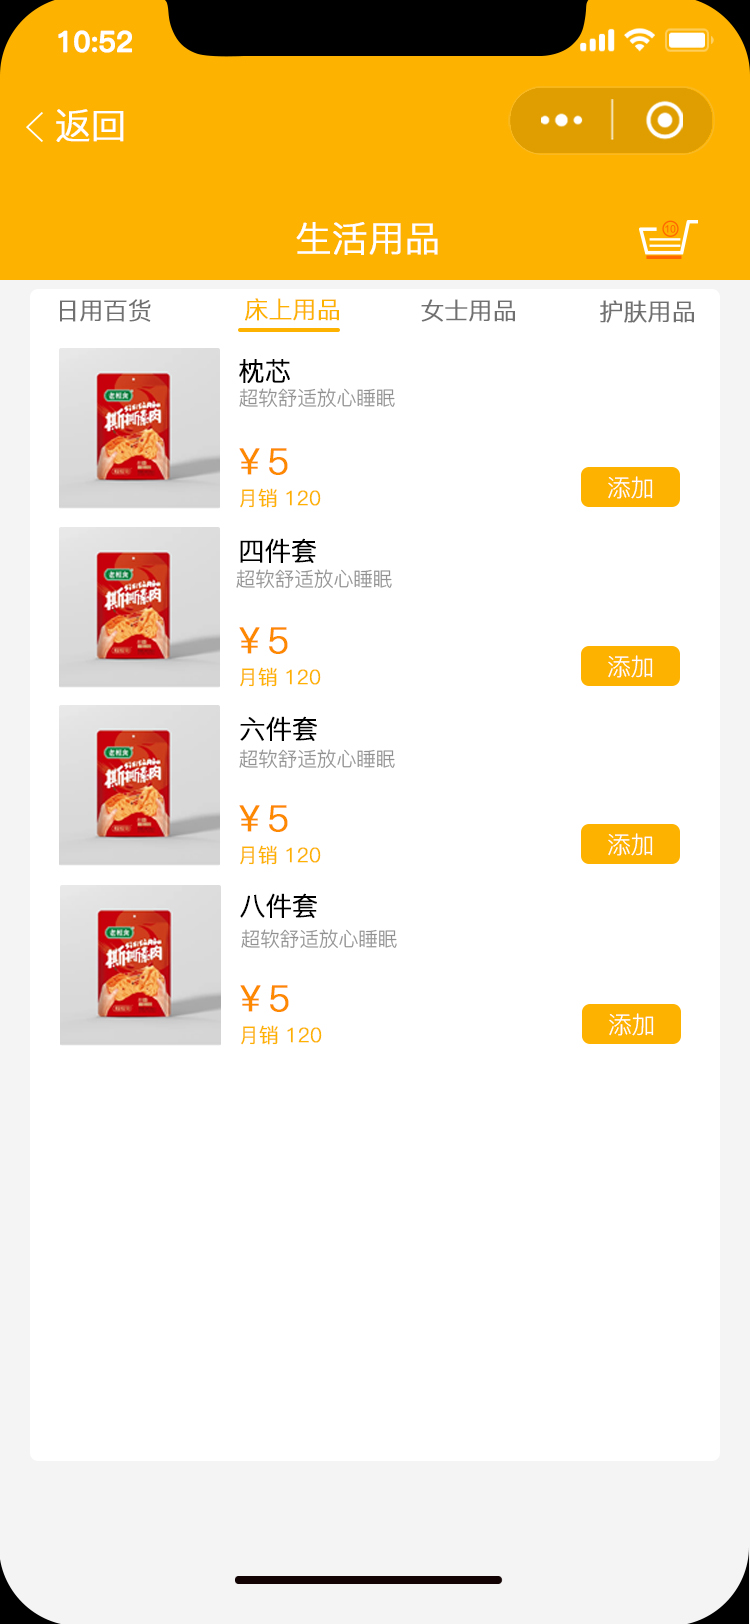 10:52
返回
生活用品
10
日用百货 床上用品 女士用品 护肤用品
枕芯
超软舒适放心睡眠
¥5
月销 120
添加
四件套
超软舒适放心睡眠
¥5
月销 120
添加
六件套
超软舒适放心睡眠
¥5
月销 120
添加
八件套
超软舒适放心睡眠
¥5
月销 120
添加